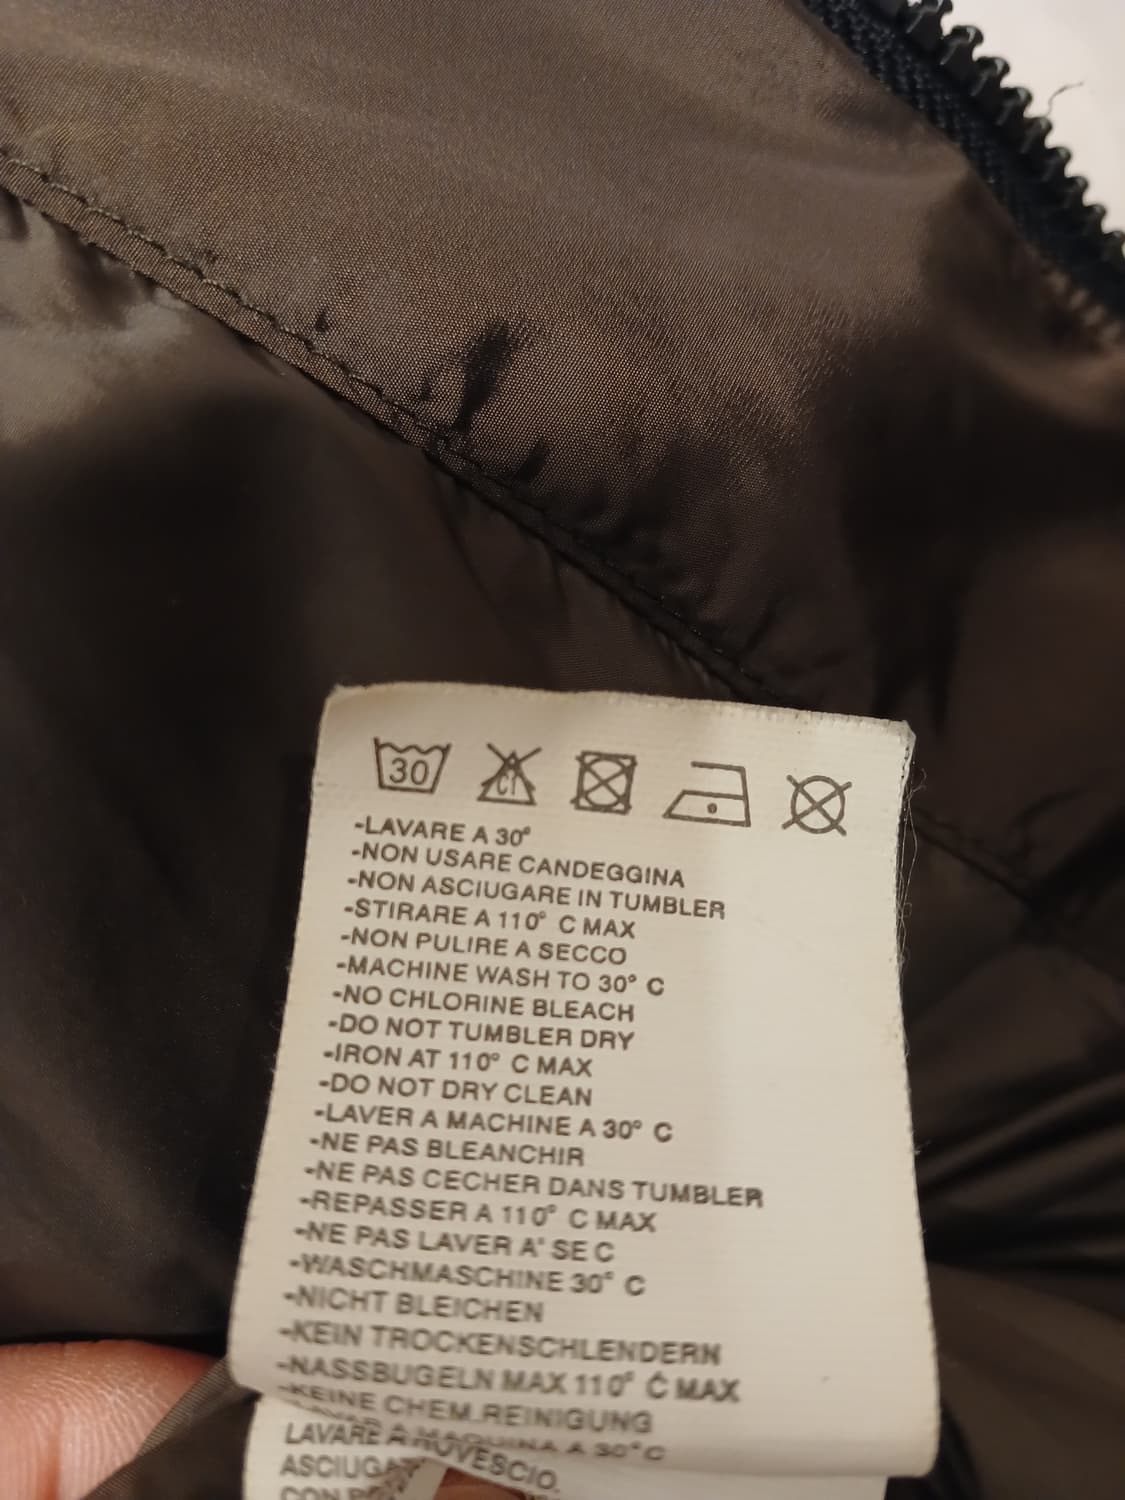 30 Cl
-LAVARE A 30°
-NON USARE CANDEGGINA
-NON ASCIUGARE IN TUMBLER
-STIRARE A 110° C MAX
-NON PULIRE A SECCO
-MACHINE WASH TO 30° C
-NO CHLORINE BLEACH
-DO NOT TUMBLER DRY
-IRON AT 110° C MAX
-DO NOT DRY CLEAN
-LAVER A MACHINE A 30° C
-NE PAS BLEANCHIR
-NE PAS CECHER DANS TUMBLER
-REPASSER A 110° C MAX
-NE PAS LAVER A' SE C
-WASCHMASCHINE 30° C
-NICHT BLEICHEN
-KEIN TROCKENSCHLENDERN
-NASSBUGELN MAX 110° C MAX
-KEINE CHEM.REINIGUNG
A 30°C
LAVARE A ROVESCIO.